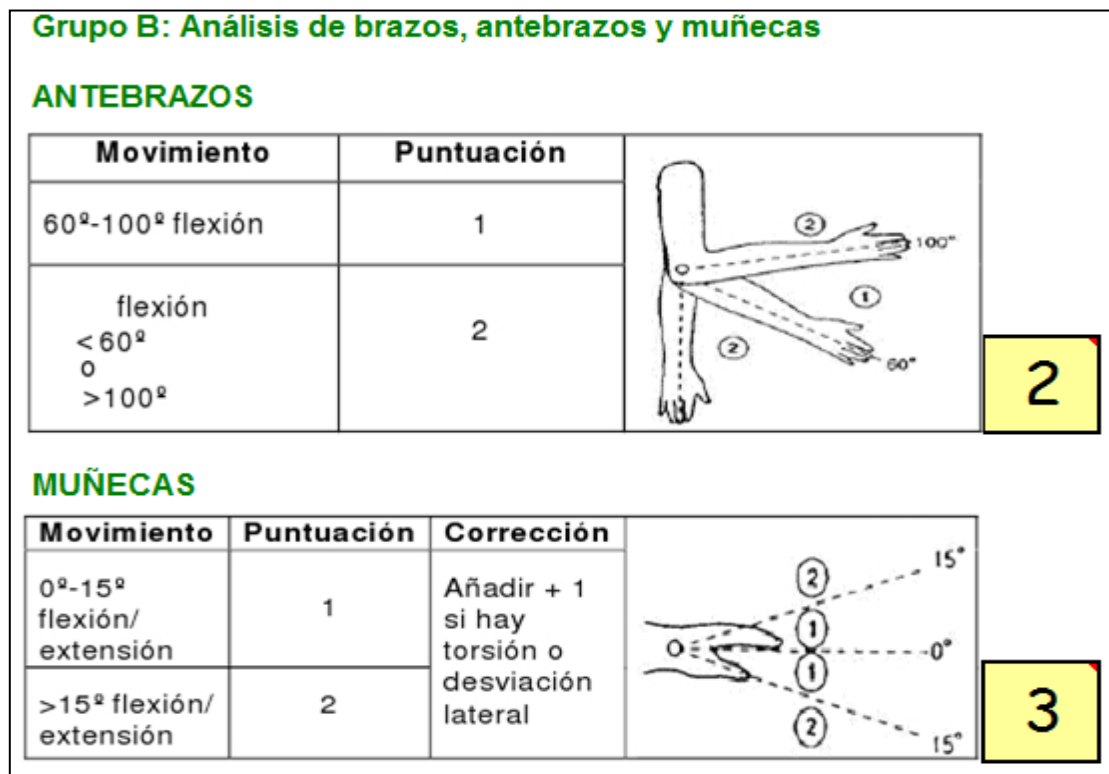 Grupo B: Análisis de brazos, antebrazos y muñecas
ANTEBRAZOS
Movimiento Puntuación
60º-100º flexión 1
flexión
<60º
o
>100º
2
2
100°
1
2
60°
2
MUÑECAS
Movimiento Puntuación Corrección
0º-15º
flexión/
extensión
1
>15º flexión/
extensión
2
Añadir + 1
si hay
torsión o
desviación
lateral
15°
2
1
0°
1
2
15°
3